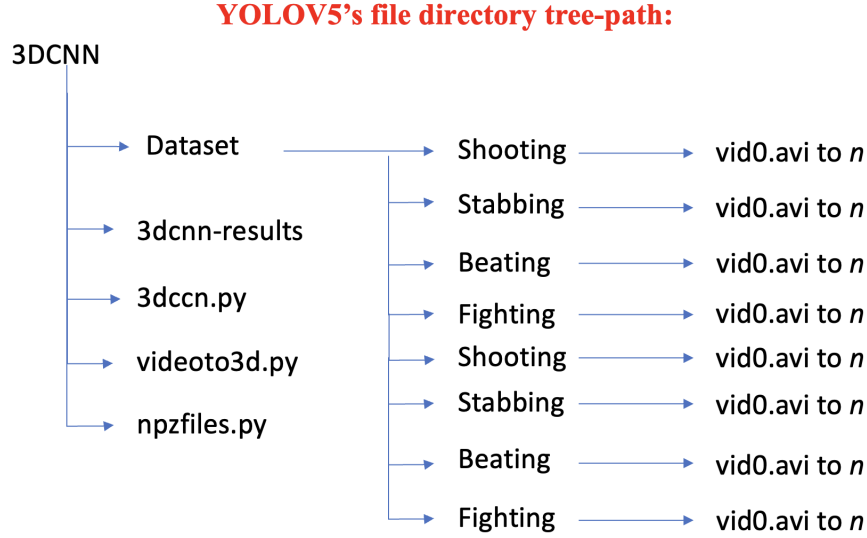 YOLOV5’s file directory tree-path:
3DCNN
Dataset
Shooting vid0.avi to n
Stabbing vid0.avi to n
3dcnn-results
Beating vid0.avi to n
3dccn.py
Fighting vid0.avi to n
videoto3d.py
Shooting vid0.avi to n
Stabbing vid0.avi to n
npzfiles.py
Beating vid0.avi to n
Fighting vid0.avi to n